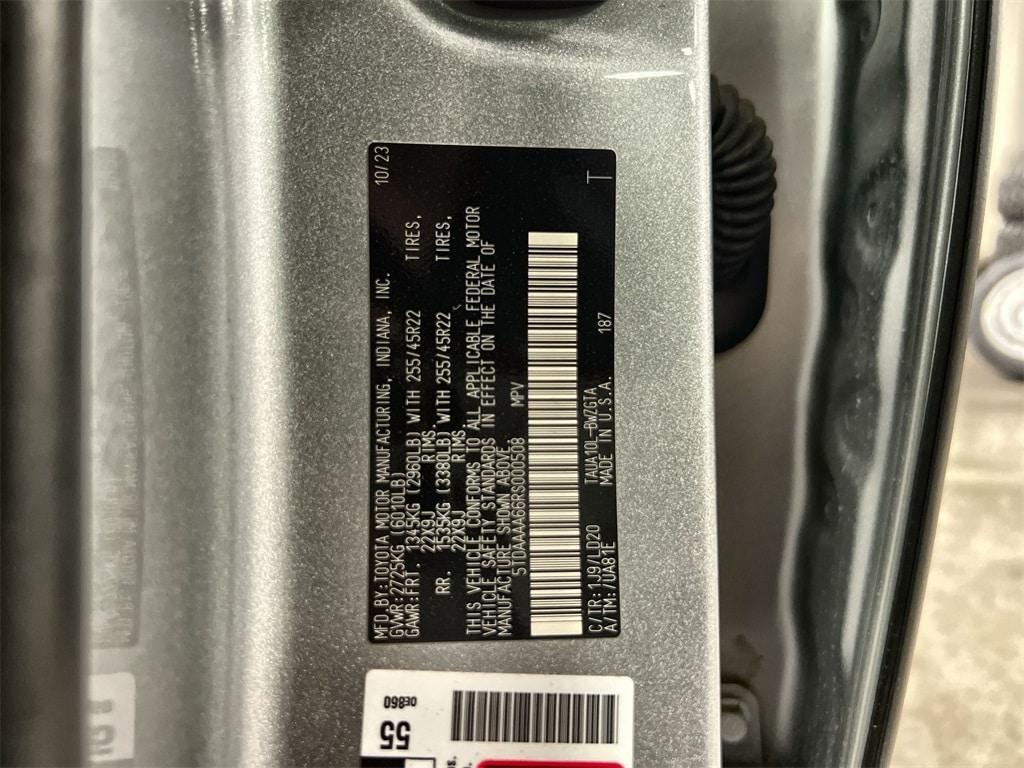 MFD.BY:TOYOTA MOTOR MANUFACTURING, INDIANA, INC. 10/23
GVWR:2725KG (6010LB)
GAWR:FRT. 1345KG (2960LB) WITH 255/45R22 TIRES,
22X9J RIMS
RR. 1535KG (3380LB) WITH 255/45R22 TIRES,
22X9J RIMS
THIS VEHICLE CONFORMS TO ALL APPLICABLE FEDERAL MOTOR
VEHICLE SAFETY STANDARDS IN EFFECT ON THE DATE OF
MANUFACTURE SHOWN ABOVE.
5TDAAAA66RS000508 MPV
C/TR: 1J9/LD20 TAUA10L-BWZGTA 187
A/TM: /UA81E MADE IN U.S.A. T
55
0E860